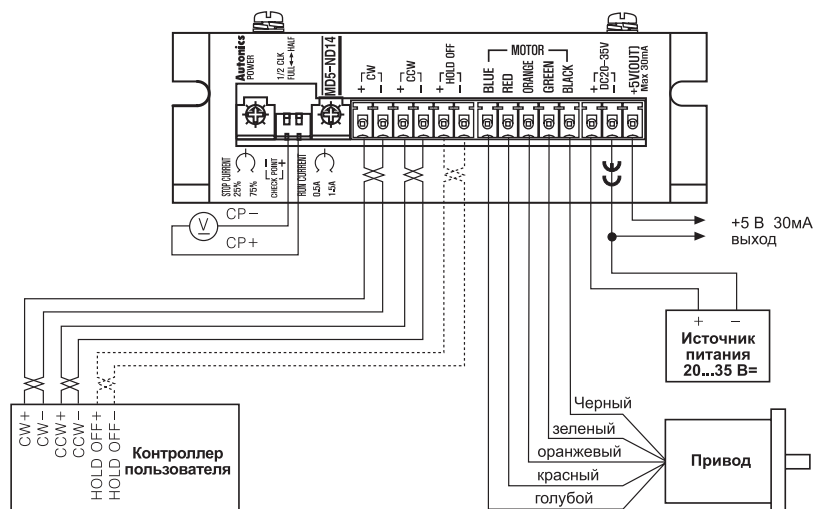 Autonics
POWER
1/2 CLK
FULL↔HALF
MD5-ND14
+ CW −
+ CCW −
+ HOLD OFF −
MOTOR
BLUE
RED
ORANGE
GREEN
BLACK
+ DC20-35V −
+5V(OUT)
Max 30mA
STOP CURRENT
25%
75%
− CHECK POINT +
RUN CURRENT
0.5A
1.5A
V
CP−
CP+
+5 В 30мА
выход
+ −
Источник
питания
20...35 В=
CW+
CW−
CCW+
CCW−
HOLD OFF+
HOLD OFF−
Контроллер
пользователя
Черный
зеленый
оранжевый
красный
голубой
Привод